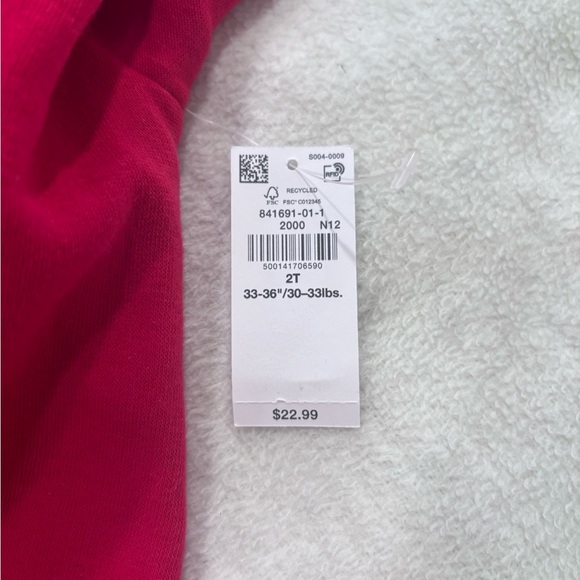 S004-0009
RFID
RECYCLED
FSC FSC® C012345
841691-01-1
2000 N12
500141706590
2T
33-36"/30–33lbs.
$22.99